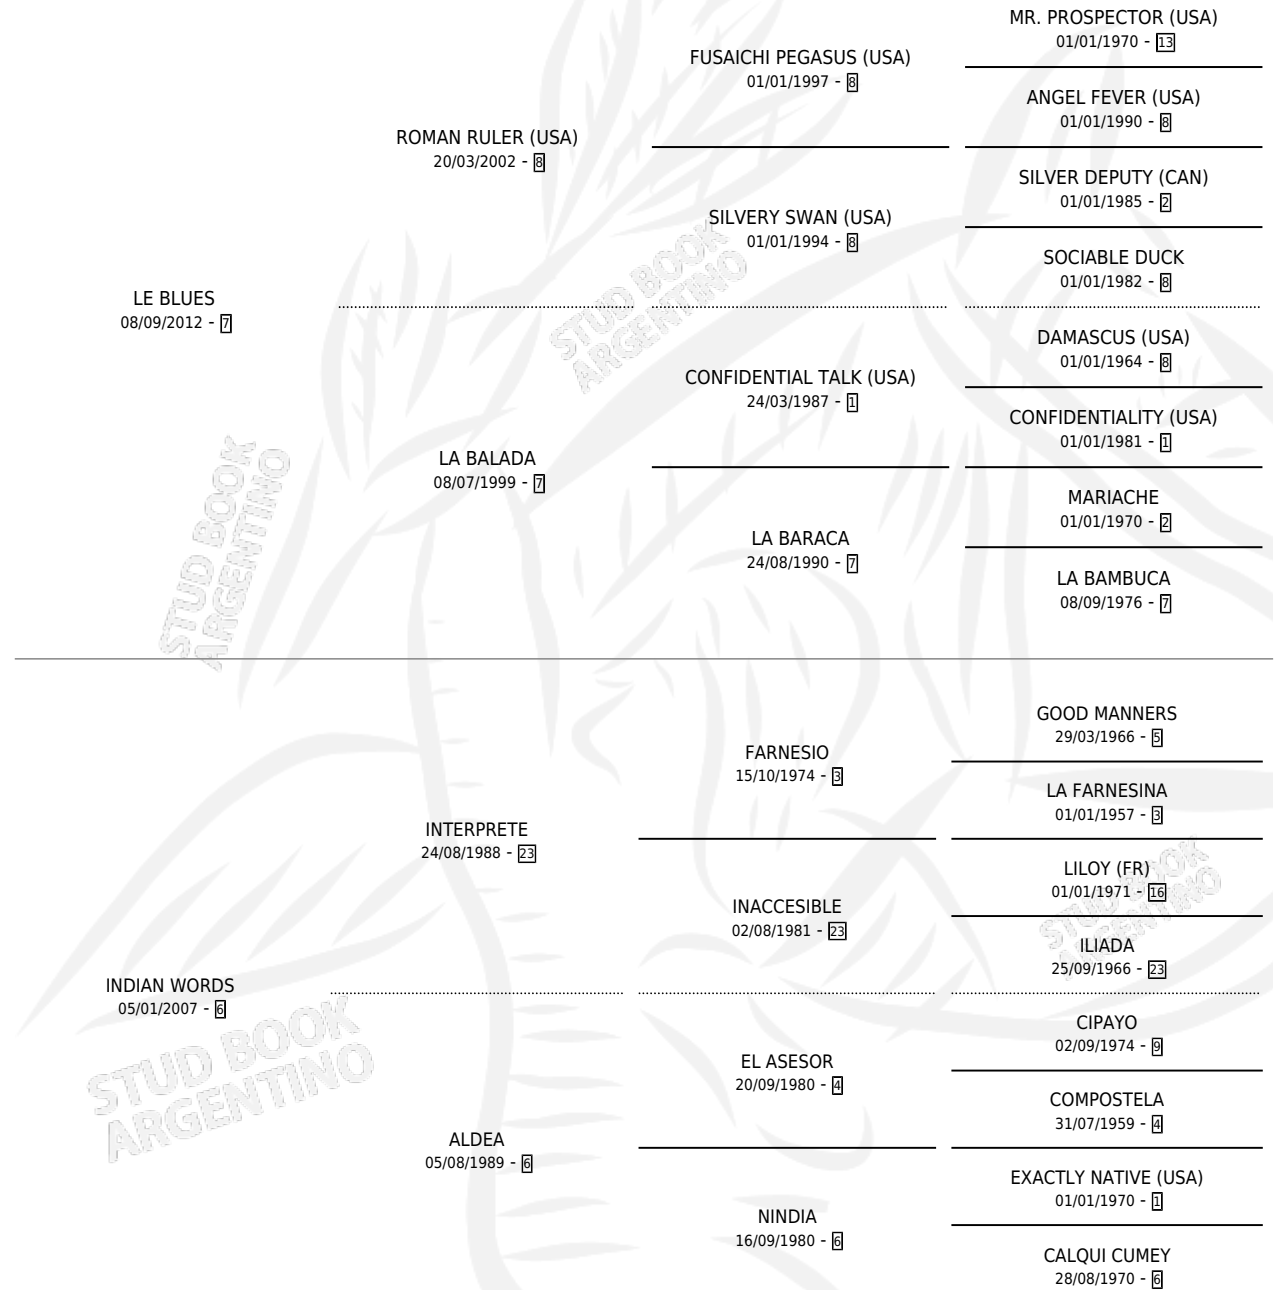 MR. PROSPECTOR (USA)
01/01/1970 - 13
FUSAICHI PEGASUS (USA)
01/01/1997 - 8
ANGEL FEVER (USA)
01/01/1990 - 8
ROMAN RULER (USA)
20/03/2002 - 8
SILVER DEPUTY (CAN)
01/01/1985 - 2
SILVERY SWAN (USA)
01/01/1994 - 8
SOCIABLE DUCK
01/01/1982 - 8
LE BLUES
08/09/2012 - 7
STUD BOOK
ARGENTINO
DAMASCUS (USA)
01/01/1964 - 8
CONFIDENTIAL TALK (USA)
24/03/1987 - 1
CONFIDENTIALITY (USA)
01/01/1981 - 1
LA BALADA
08/07/1999 - 7
MARIACHE
01/01/1970 - 2
LA BARACA
24/08/1990 - 7
LA BAMBUCA
08/09/1976 - 7
STUD BOOK
ARGENTINO
GOOD MANNERS
29/03/1966 - 5
FARNESIO
15/10/1974 - 3
LA FARNESINA
01/01/1957 - 3
INTERPRETE
24/08/1988 - 23
LILOY (FR)
01/01/1971 - 16
INACCESIBLE
02/08/1981 - 23
STUD BOOK
ARGENTINO
ILIADA
25/09/1966 - 23
INDIAN WORDS
05/01/2007 - 6
CIPAYO
02/09/1974 - 9
EL ASESOR
20/09/1980 - 4
STUD BOOK
ARGENTINO
COMPOSTELA
31/07/1959 - 4
ALDEA
05/08/1989 - 6
EXACTLY NATIVE (USA)
01/01/1970 - 1
NINDIA
16/09/1980 - 6
CALQUI CUMEY
28/08/1970 - 6